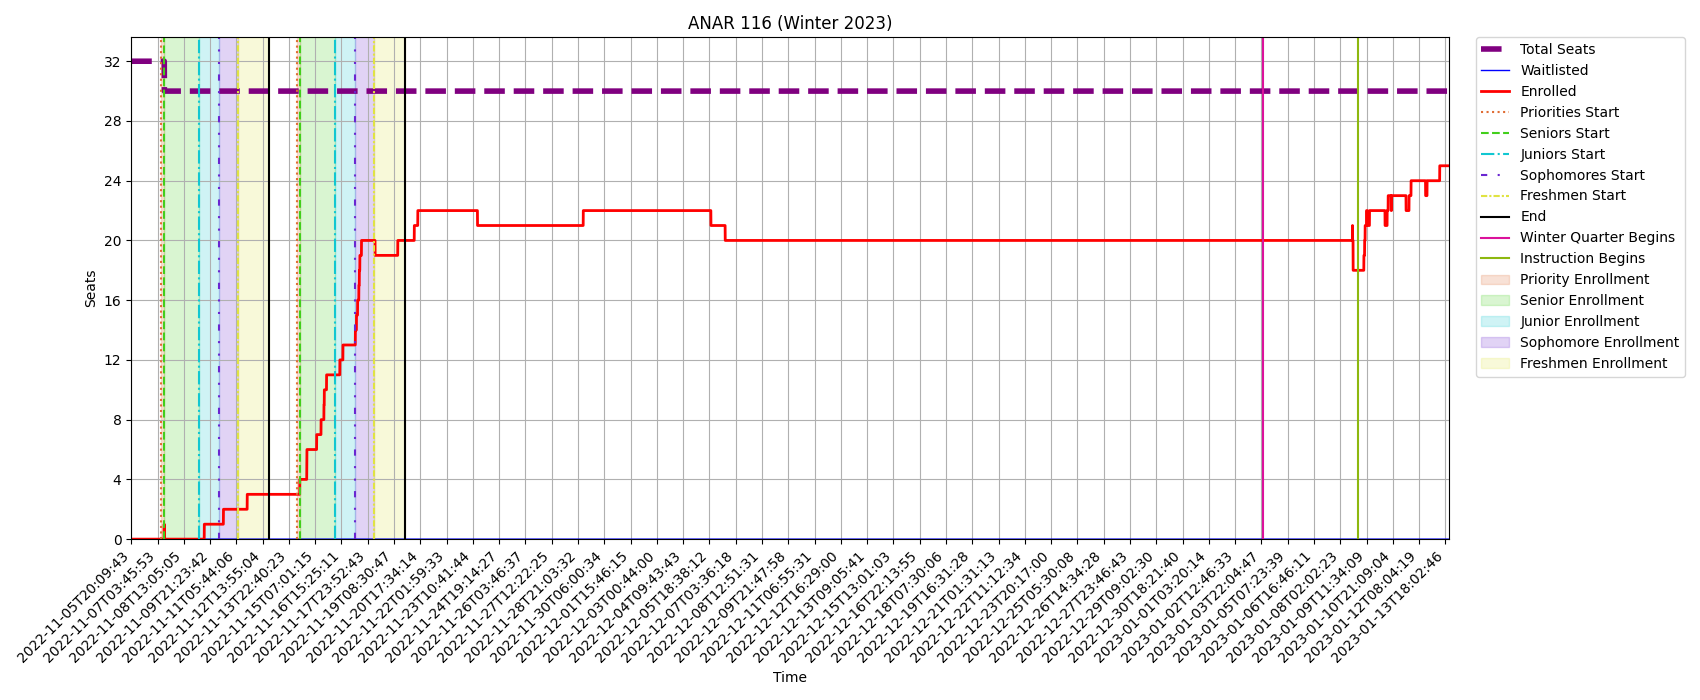 ANAR 116 (Winter 2023)
Seats
32
28
24
20
16
12
8
4
0
2022-11-05T20:09:43
2022-11-07T03:45:53
2022-11-08T13:05:05
2022-11-09T21:23:42
2022-11-11T05:44:06
2022-11-12T13:55:04
2022-11-13T22:40:23
2022-11-15T07:01:15
2022-11-16T15:25:11
2022-11-17T23:52:43
2022-11-19T08:30:47
2022-11-20T17:34:14
2022-11-22T01:59:33
2022-11-23T10:41:44
2022-11-24T19:14:27
2022-11-26T03:46:37
2022-11-27T12:22:25
2022-11-28T21:03:32
2022-11-30T06:00:34
2022-12-01T15:46:15
2022-12-03T00:44:00
2022-12-04T09:43:43
2022-12-05T18:38:12
2022-12-07T03:36:18
2022-12-08T12:51:31
2022-12-09T21:47:58
2022-12-11T06:55:31
2022-12-12T16:29:00
2022-12-13T09:05:41
2022-12-15T13:01:03
2022-12-16T22:13:55
2022-12-18T07:30:06
2022-12-19T16:31:28
2022-12-21T01:31:13
2022-12-22T11:12:34
2022-12-23T20:17:00
2022-12-25T05:30:08
2022-12-26T14:34:28
2022-12-27T23:46:43
2022-12-29T09:02:30
2022-12-30T18:21:40
2023-01-01T03:20:14
2023-01-02T12:46:33
2023-01-03T22:04:47
2023-01-05T07:23:39
2023-01-06T16:46:11
2023-01-08T02:02:23
2023-01-09T11:34:09
2023-01-10T21:09:04
2023-01-12T08:04:19
2023-01-13T18:02:46
Time
Total Seats
Waitlisted
Enrolled
Priorities Start
Seniors Start
Juniors Start
Sophomores Start
Freshmen Start
End
Winter Quarter Begins
Instruction Begins
Priority Enrollment
Senior Enrollment
Junior Enrollment
Sophomore Enrollment
Freshmen Enrollment